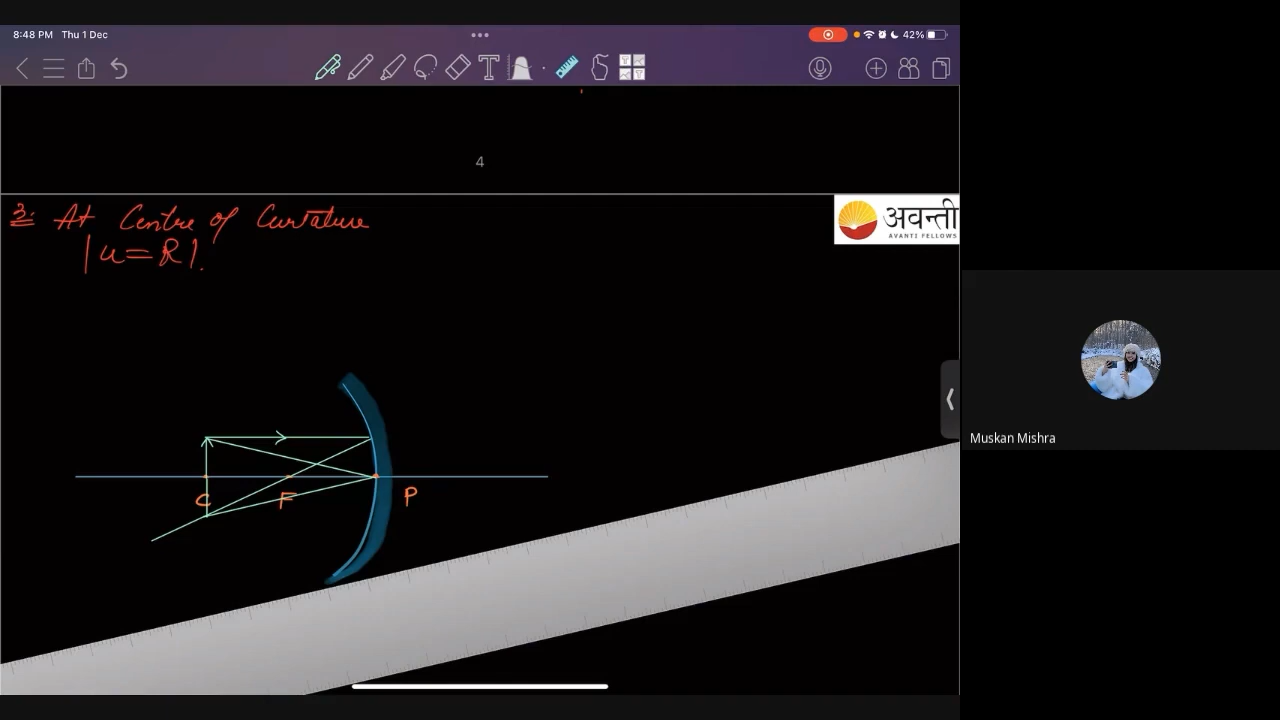 8:48 PM Thu 1 Dec
42%
T
4
3: At Centre of Curvature
|u=R|.
अवन्ती
AVANTI FELLOWS
C F P
Muskan Mishra